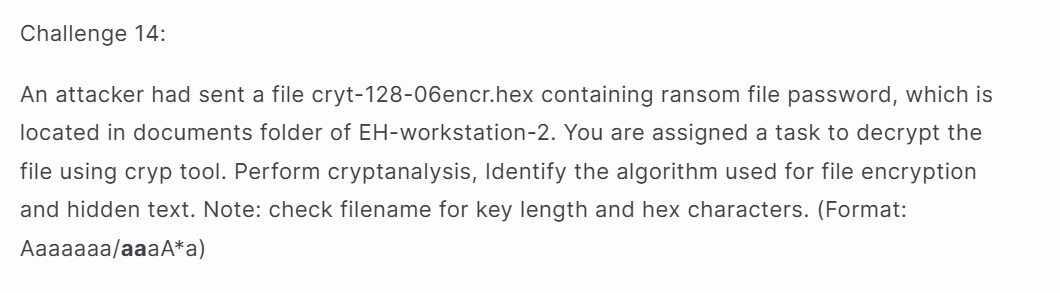 Challenge 14:
An attacker had sent a file cryt-128-06encr.hex containing ransom file password, which is
located in documents folder of EH-workstation-2. You are assigned a task to decrypt the
file using cryp tool. Perform cryptanalysis, Identify the algorithm used for file encryption
and hidden text. Note: check filename for key length and hex characters. (Format:
Aaaaaaa/aaaA*a)